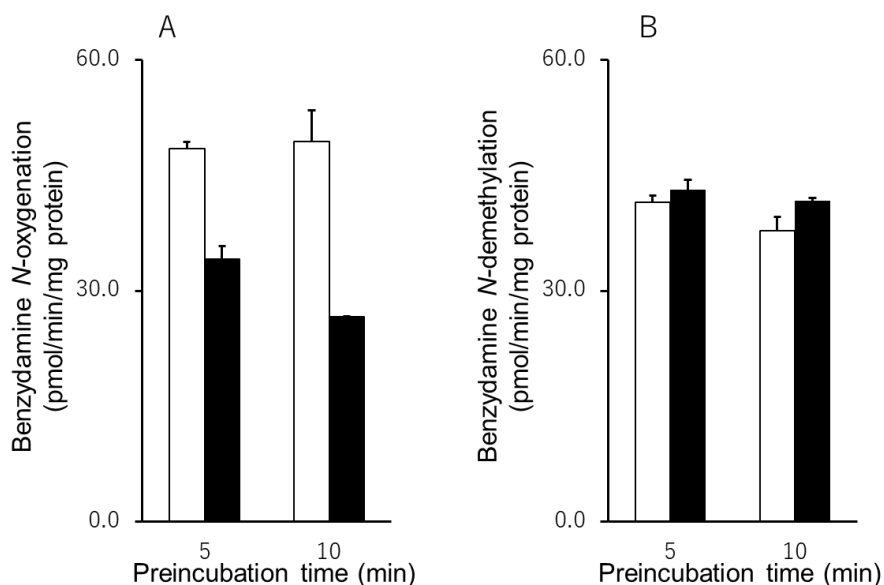 A
60.0
30.0
0.0
Benzydamine N-oxygenation
(pmol/min/mg protein)
5
10
Preincubation time (min)
B
60.0
30.0
0.0
Benzydamine N-demethylation
(pmol/min/mg protein)
5
10
Preincubation time (min)